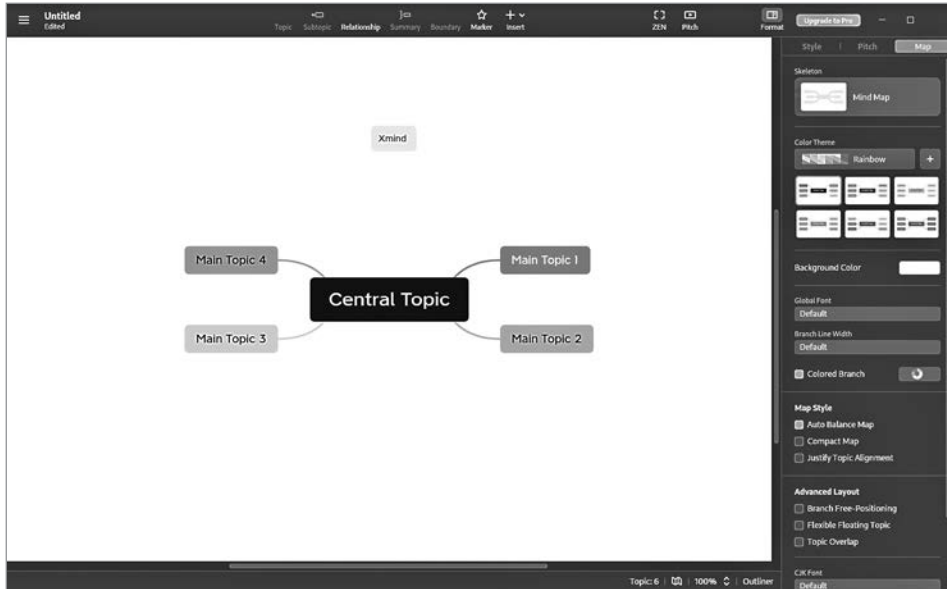 Untitled
Edited
Topic Subtopic Relationship Summary Boundary Marker Insert ZEN Pitch Format Upgrade to Pro
Style Pitch Map
Skeleton
Mind Map
Xmind
Color Theme
Rainbow
Main Topic 4 Main Topic 1
Central Topic
Main Topic 3 Main Topic 2
Background Color
Global Font
Default
Branch Line Width
Default
Colored Branch
Map Style
Auto Balance Map
Compact Map
Justify Topic Alignment
Advanced Layout
Branch Free-Positioning
Flexible Floating Topic
Topic Overlap
CJK Font
Default
Topic: 6 100% Outliner